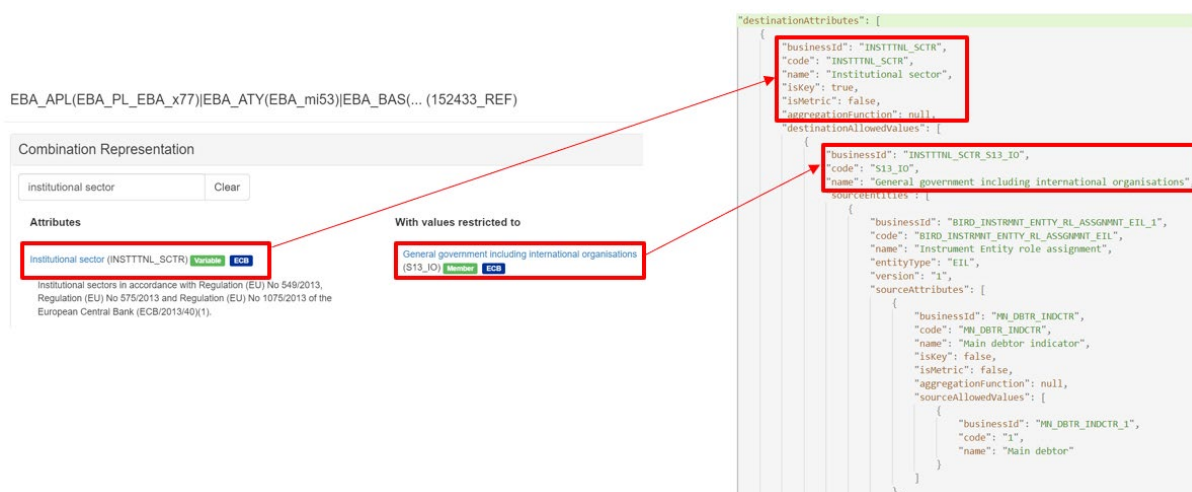 EBA_APL(EBA_PL_EBA_x77)|EBA_ATY(EBA_mi53)|EBA_BAS(... (152433_REF)
Combination Representation
institutional sector
Clear
Attributes
With values restricted to
Institutional sector (INSTTTNL_SCTR) Variable ECB
General government including international organisations
(S13_IO) Member ECB
Institutional sectors in accordance with Regulation (EU) No 549/2013,
Regulation (EU) No 575/2013 and Regulation (EU) No 1075/2013 of the
European Central Bank (ECB/2013/40)(1).
"destinationAttributes": [
{
"businessId": "INSTTTNL_SCTR",
"code": "INSTTTNL_SCTR",
"name": "Institutional sector",
"isKey": true,
"isMetric": false,
"aggregationFunction": null,
"destinationAllowedValues": [
{
"businessId": "INSTTTNL_SCTR_S13_IO",
"code": "S13_IO",
"name": "General government including international organisations"
"sourceEntities": [
{
"businessId": "BIRD_INSTRMNT_ENTTY_RL_ASSGNMNT_EIL_1",
"code": "BIRD_INSTRMNT_ENTTY_RL_ASSGNMNT_EIL",
"name": "Instrument Entity role assignment",
"entityType": "EIL",
"version": "1",
"sourceAttributes": [
{
"businessId": "MN_DBTR_INDCTR",
"code": "MN_DBTR_INDCTR",
"name": "Main debtor indicator",
"isKey": false,
"isMetric": false,
"aggregationFunction": null,
"sourceAllowedValues": [
{
"businessId": "MN_DBTR_INDCTR_1",
"code": "1",
"name": "Main debtor"
}
]
}